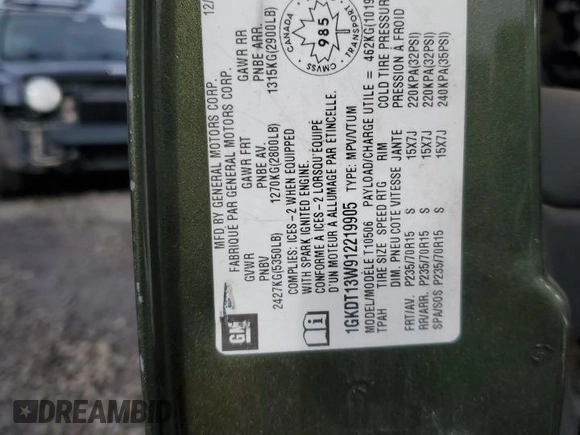 12/
MFD BY GENERAL MOTORS CORP.
FABRIQUE PAR GENERAL MOTORS CORP.
GVWR GAWR FRT GAWR RR
PNBV PNBE AV. PNBE ARR.
2427KG(5350LB) 1270KG(2800LB) 1315KG(2900LB)
COMPLIES: ICES-2 WHEN EQUIPPED
WITH SPARK IGNITED ENGINE.
CONFORME À ICES-2 LORSQU'ÉQUIPÉ
D'UN MOTEUR A ALLUMAGE PAR ETINCELLE.
CANADA
985
CMVSS
TRANSPORT
GM
1GKDT13W912219905 TYPE: MPV/VTUM
MODEL/MODÈLE T10506 PAYLOAD/CHARGE UTILE = 462KG(1019
TPAH TIRE SIZE SPEED RTG RIM COLD TIRE PRESSUR
DIM. PNEU COTE VITESSE JANTE PRESSION À FROID
FRT/AV. P235/70R15 S 15X7J 220KPA(32PSI)
RR/ARR. P235/70R15 S 15X7J 220KPA(32PSI)
SPA/SOS P235/70R15 S 15X7J 240KPA(35PSI)
DREAMBID